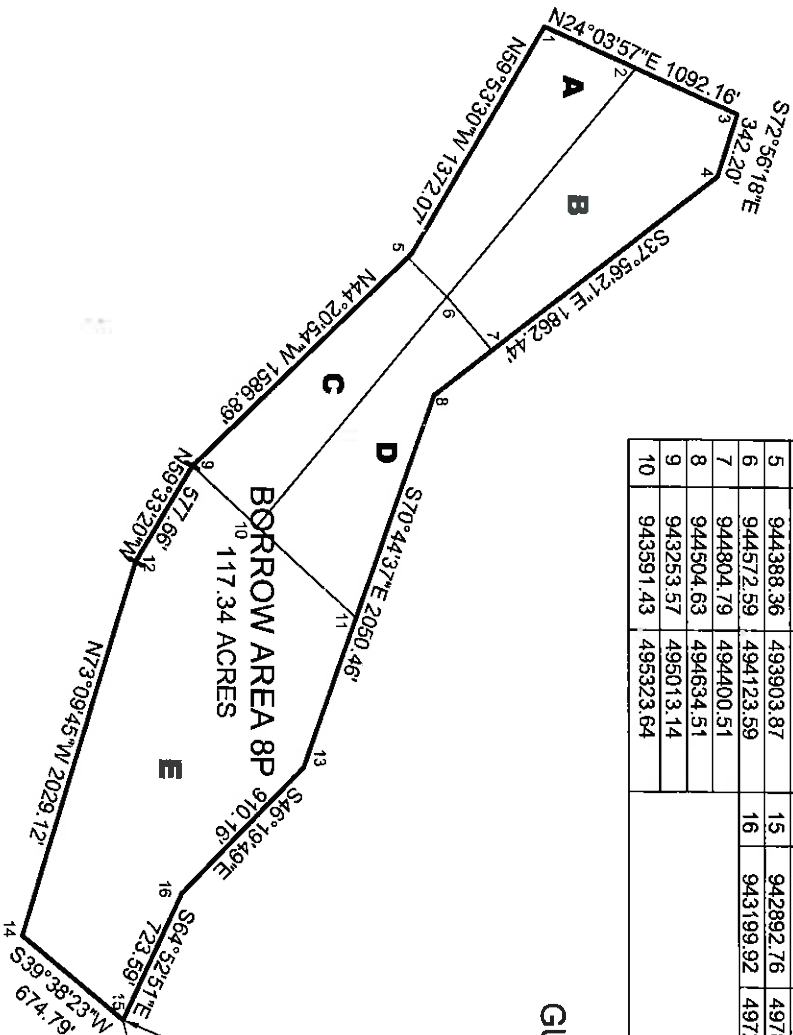 5 944388.36 493903.87
6 944572.59 494123.59
7 944804.79 494400.51
8 944504.63 494634.51
9 943253.57 495013.14
10 943591.43 495323.64
15 942892.76 497
16 943199.92 497
GU
N24°03'57"E 1092.16'
S72°56'18"E
342.20'
S37°56'21"E 1862.44'
N59°53'30"W 1372.07'
N44°20'54"W 1586.89'
S70°44'37"E 2050.46'
N59°33'20"W
577.66'
S46°19'49"E
910.16'
N73°09'45"W 2029.12'
S64°52'51"E
723.59'
S39°38'23"W
674.79'
BORROW AREA 8P
117.34 ACRES
A
B
C
D
E
1
2
3
4
5
6
7
8
9
10
11
12
13
14
15
16